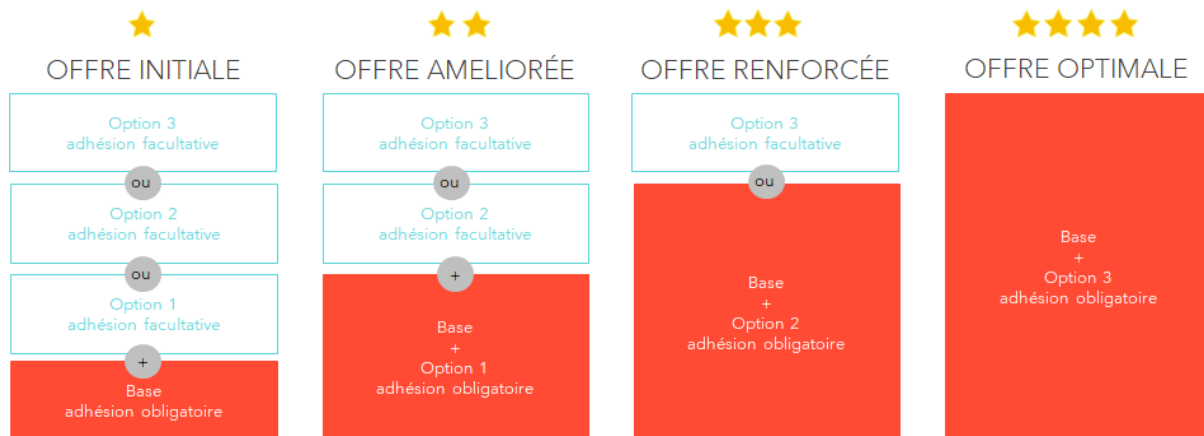 OFFRE INITIALE
Option 3
adhésion facultative
ou
Option 2
adhésion facultative
ou
Option 1
adhésion facultative
+
Base
adhésion obligatoire
OFFRE AMELIORÉE
Option 3
adhésion facultative
ou
Option 2
adhésion facultative
+
Base
+
Option 1
adhésion obligatoire
OFFRE RENFORCÉE
Option 3
adhésion facultative
ou
Base
+
Option 2
adhésion obligatoire
OFFRE OPTIMALE
Base
+
Option 3
adhésion obligatoire